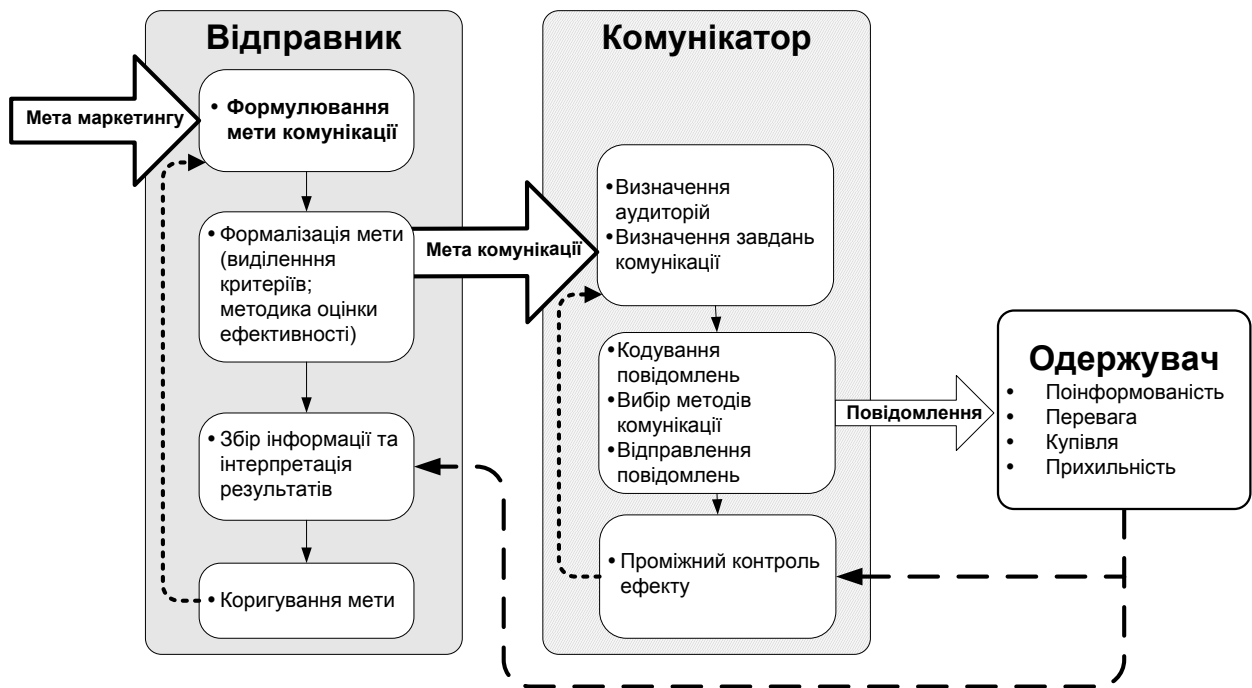 Відправник
Мета маркетингу
• Формулювання
мети комунікації
• Формалізація мети
(виділенння
критеріїв;
методика оцінки
ефективності)
• Збір інформації та
інтерпретація
результатів
• Коригування мети
Мета комунікації
Комунікатор
• Визначення
аудиторій
• Визначення завдань
комунікації
• Кодування
повідомлень
• Вибір методів
комунікації
• Відправлення
повідомлень
• Проміжний контроль
ефекту
Повідомлення
Одержувач
• Поінформованість
• Перевага
• Купівля
• Прихильність